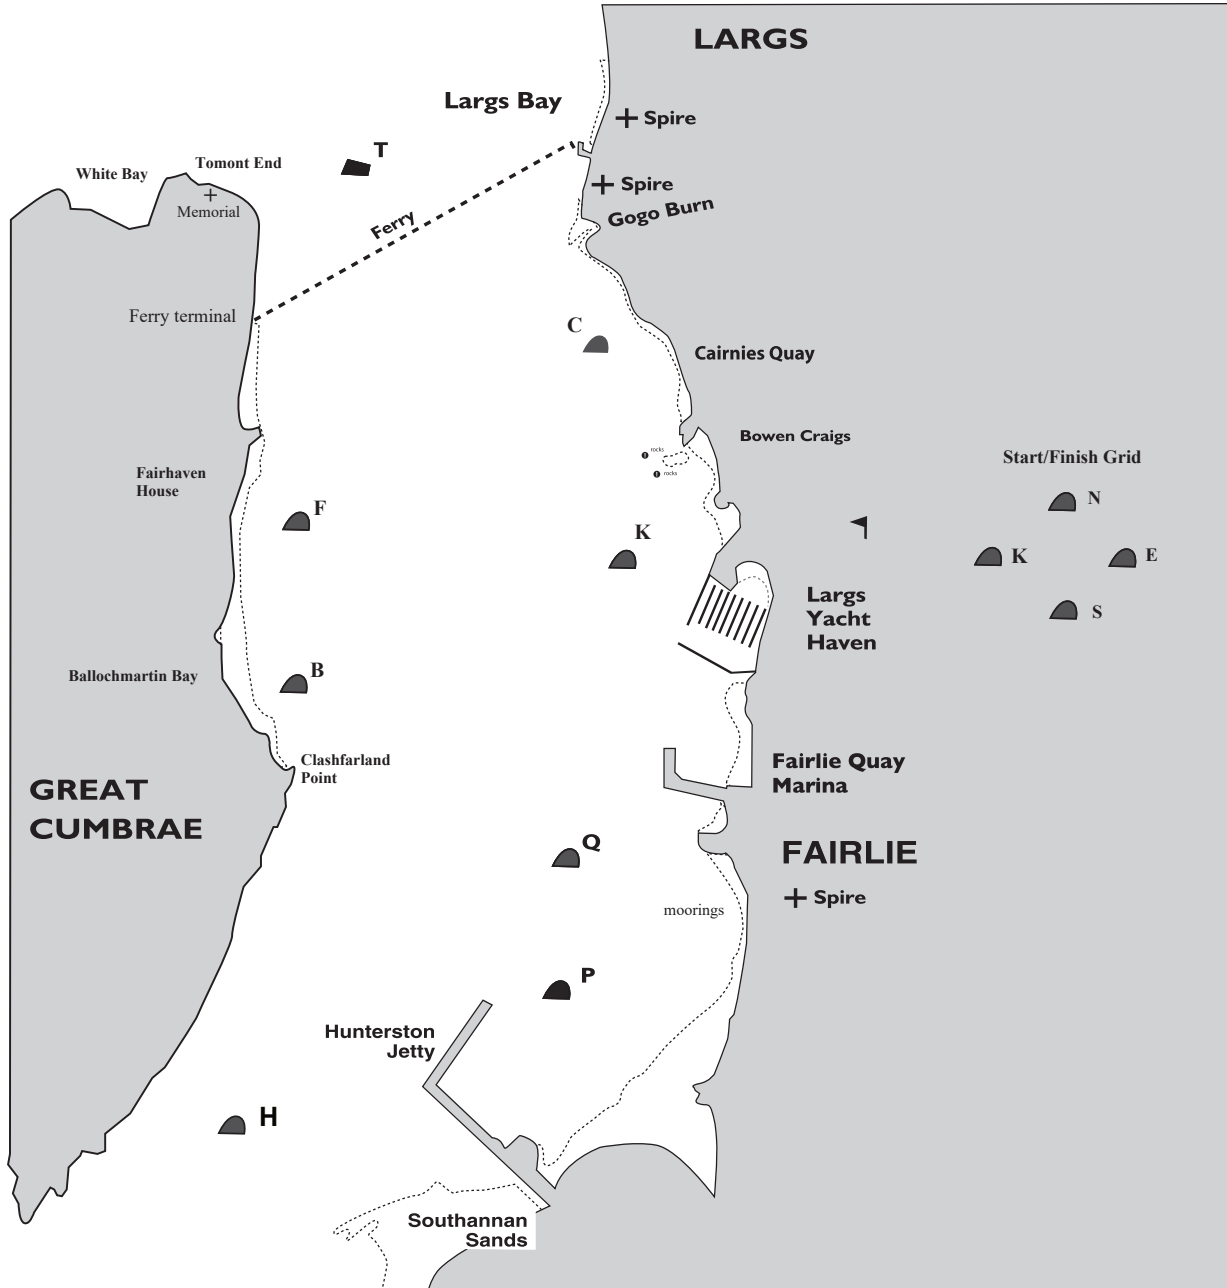 LARGS
Largs Bay
Spire
T
Tomont End
White Bay
Spire
Memorial
Gogo Burn
Ferry
Ferry terminal
C
Cairnies Quay
Bowen Craigs
rocks
Start/Finish Grid
rocks
Fairhaven
House
N
F
K
K
E
Largs
Yacht
Haven
S
B
Ballochmartin Bay
Clashfarland
Point
Fairlie Quay
Marina
GREAT
CUMBRAE
Q
FAIRLIE
Spire
moorings
P
Hunterston
Jetty
H
Southannan
Sands